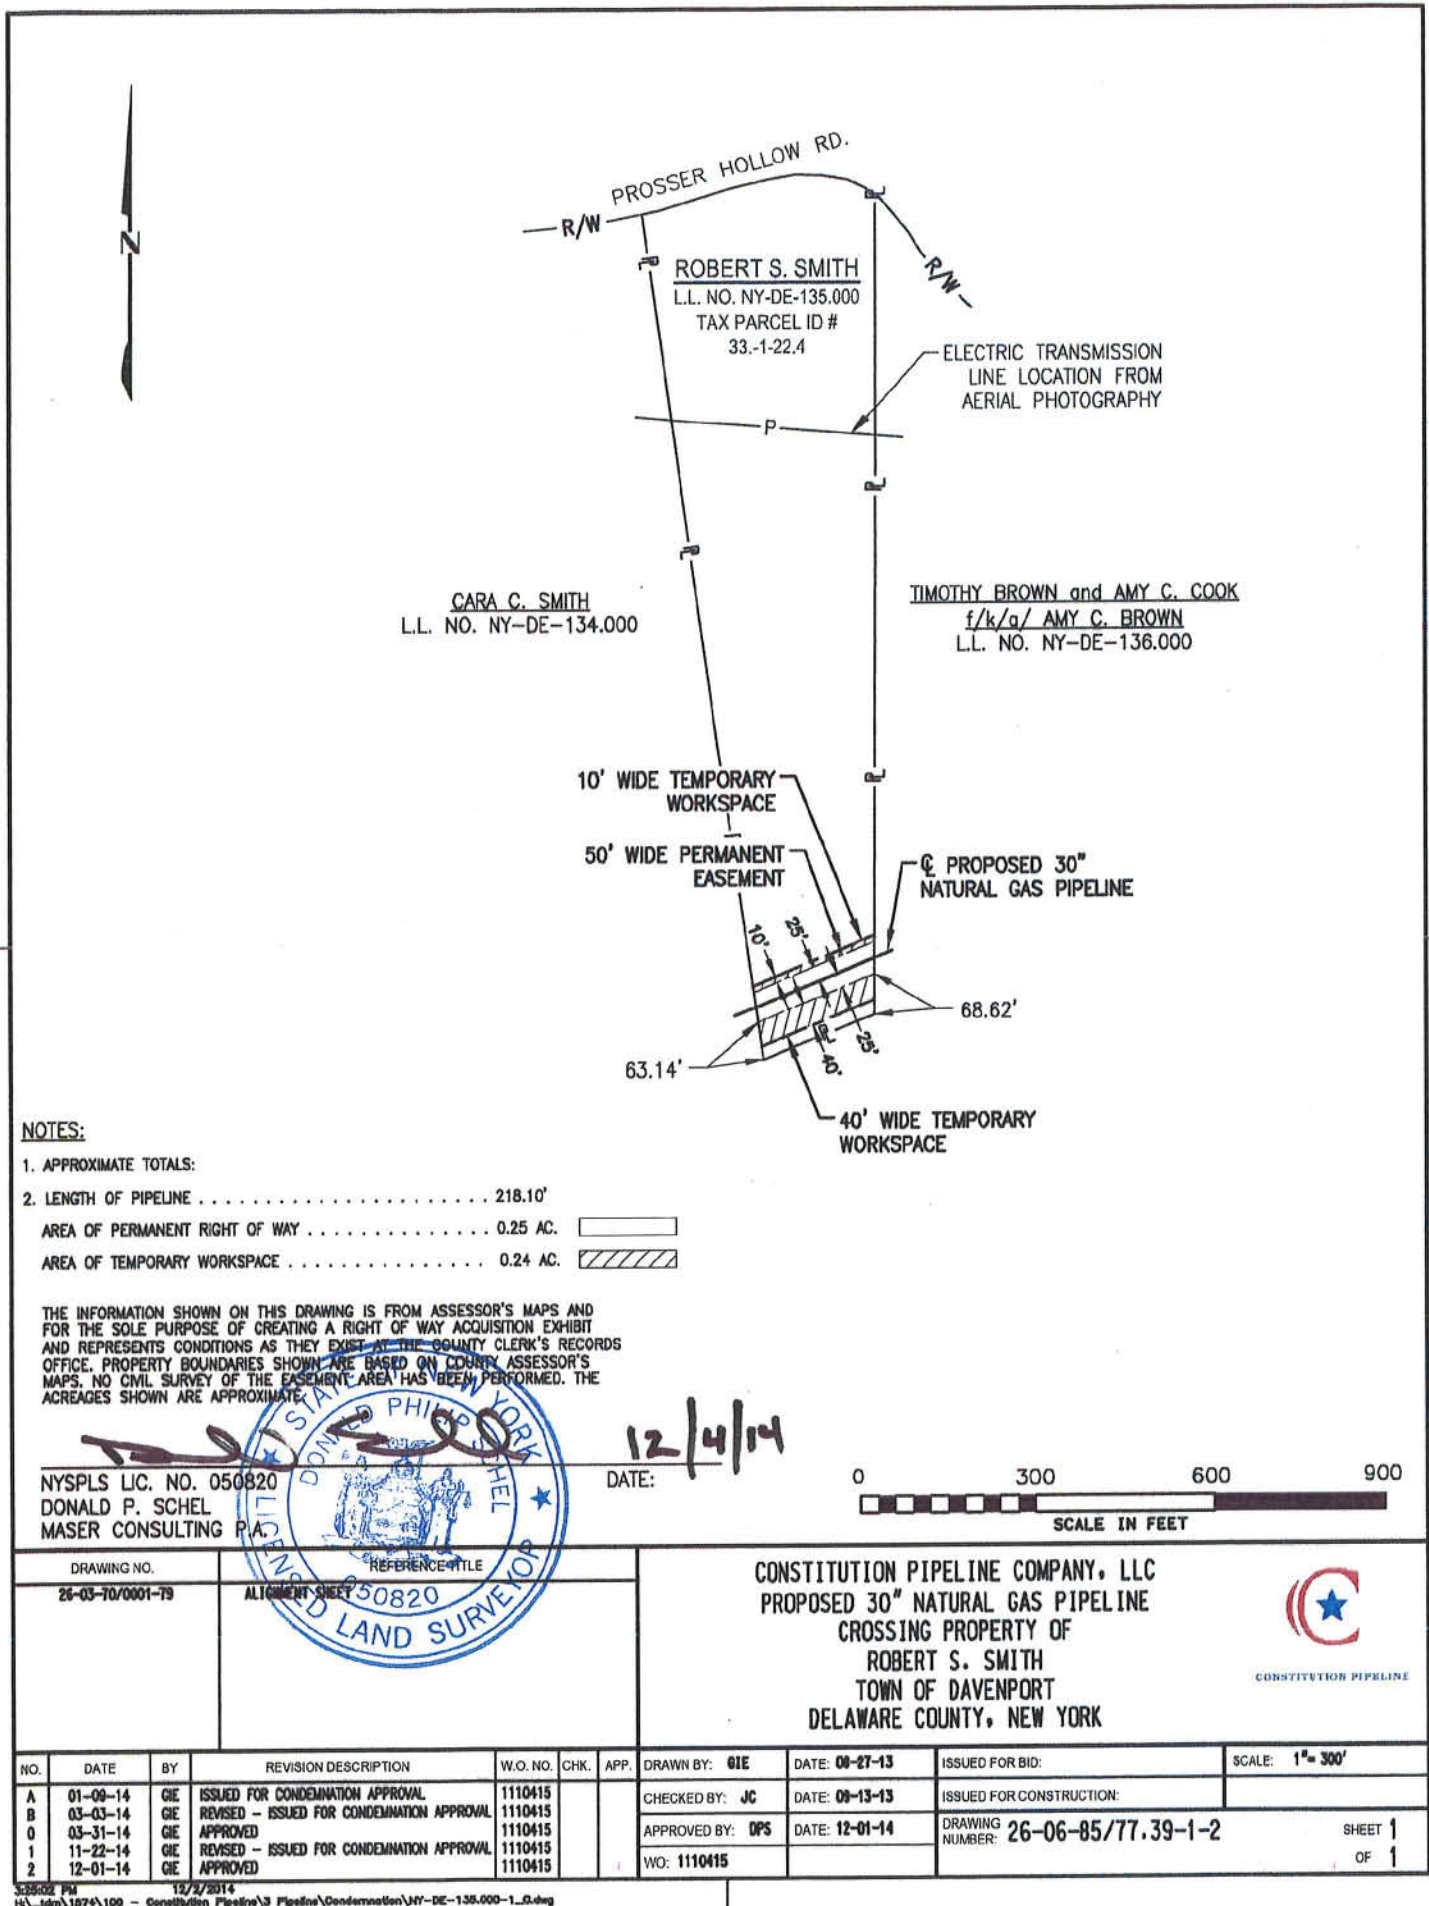 PROSSER HOLLOW RD.
R/W
R/W
N
ROBERT S. SMITH
L.L. NO. NY-DE-135.000
TAX PARCEL ID #
33.-1-22.4
ELECTRIC TRANSMISSION
LINE LOCATION FROM
AERIAL PHOTOGRAPHY
P
CARA C. SMITH
L.L. NO. NY-DE-134.000
TIMOTHY BROWN and AMY C. COOK
f/k/a/ AMY C. BROWN
L.L. NO. NY-DE-136.000
10' WIDE TEMPORARY
WORKSPACE
50' WIDE PERMANENT
EASEMENT
℄ PROPOSED 30"
NATURAL GAS PIPELINE
10'
25'
68.62'
63.14'
25'
40'
40' WIDE TEMPORARY
WORKSPACE
NOTES:
1. APPROXIMATE TOTALS:
2. LENGTH OF PIPELINE . . . . . . . . . . . . . . . . . . . . . . 218.10'
AREA OF PERMANENT RIGHT OF WAY . . . . . . . . . . . . . . 0.25 AC.
AREA OF TEMPORARY WORKSPACE . . . . . . . . . . . . . . . 0.24 AC.
THE INFORMATION SHOWN ON THIS DRAWING IS FROM ASSESSOR'S MAPS AND
FOR THE SOLE PURPOSE OF CREATING A RIGHT OF WAY ACQUISITION EXHIBIT
AND REPRESENTS CONDITIONS AS THEY EXIST AT THE COUNTY CLERK'S RECORDS
OFFICE. PROPERTY BOUNDARIES SHOWN ARE BASED ON COUNTY ASSESSOR'S
MAPS. NO CIVIL SURVEY OF THE EASEMENT AREA HAS BEEN PERFORMED. THE
ACREAGES SHOWN ARE APPROXIMATE.
STATE OF NEW YORK
DONALD PHILIP SCHEL
050820
LICENSED LAND SURVEYOR
NYSPLS LIC. NO. 050820
DONALD P. SCHEL
MASER CONSULTING P.A.
DATE: 12/4/14
0 300 600 900
SCALE IN FEET
DRAWING NO. REFERENCE TITLE
26-03-70/0001-79 ALIGNMENT SHEET
CONSTITUTION PIPELINE COMPANY, LLC
PROPOSED 30" NATURAL GAS PIPELINE
CROSSING PROPERTY OF
ROBERT S. SMITH
TOWN OF DAVENPORT
DELAWARE COUNTY, NEW YORK
CONSTITUTION PIPELINE
NO. DATE BY REVISION DESCRIPTION W.O. NO. CHK. APP.
A 01-09-14 GIE ISSUED FOR CONDEMNATION APPROVAL 1110415
B 03-03-14 GIE REVISED - ISSUED FOR CONDEMNATION APPROVAL 1110415
0 03-31-14 GIE APPROVED 1110415
1 11-22-14 GIE REVISED - ISSUED FOR CONDEMNATION APPROVAL 1110415
2 12-01-14 GIE APPROVED 1110415
DRAWN BY: GIE DATE: 08-27-13 ISSUED FOR BID: SCALE: 1"= 300'
CHECKED BY: JC DATE: 09-13-13 ISSUED FOR CONSTRUCTION:
APPROVED BY: DPS DATE: 12-01-14 DRAWING NUMBER: 26-06-85/77.39-1-2 SHEET 1
WO: 1110415 OF 1
3:25:02 PM 12/2/2014
Constitution Pipeline\3 Pipeline\Condemnation\NY-DE-135.000-1_0.dwg